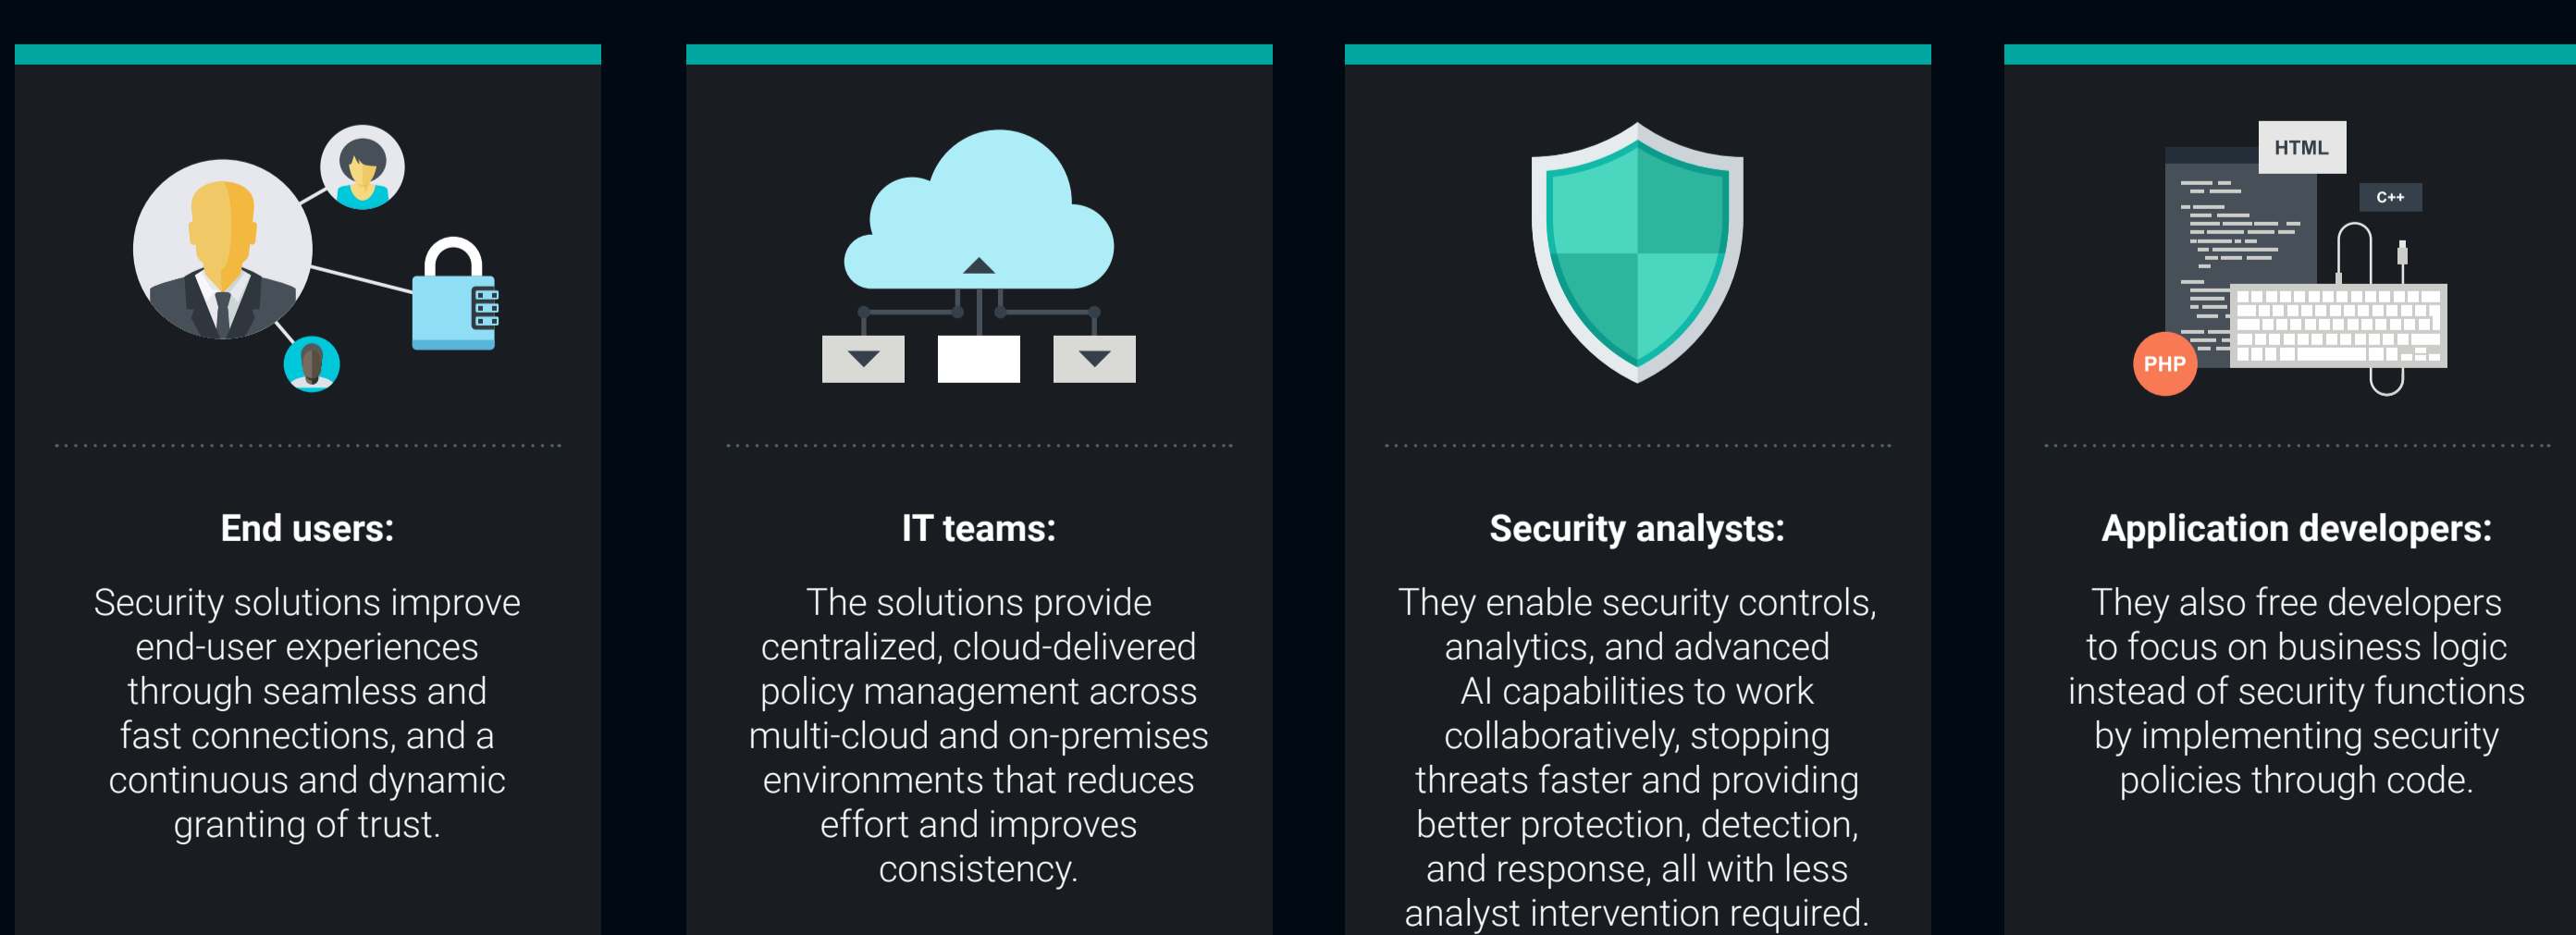 End users:
Security solutions improve
end-user experiences
through seamless and
fast connections, and a
continuous and dynamic
granting of trust.
IT teams:
The solutions provide
centralized, cloud-delivered
policy management across
multi-cloud and on-premises
environments that reduces
effort and improves
consistency.
Security analysts:
They enable security controls,
analytics, and advanced
AI capabilities to work
collaboratively, stopping
threats faster and providing
better protection, detection,
and response, all with less
analyst intervention required.
HTML
C++
PHP
Application developers:
They also free developers
to focus on business logic
instead of security functions
by implementing security
policies through code.